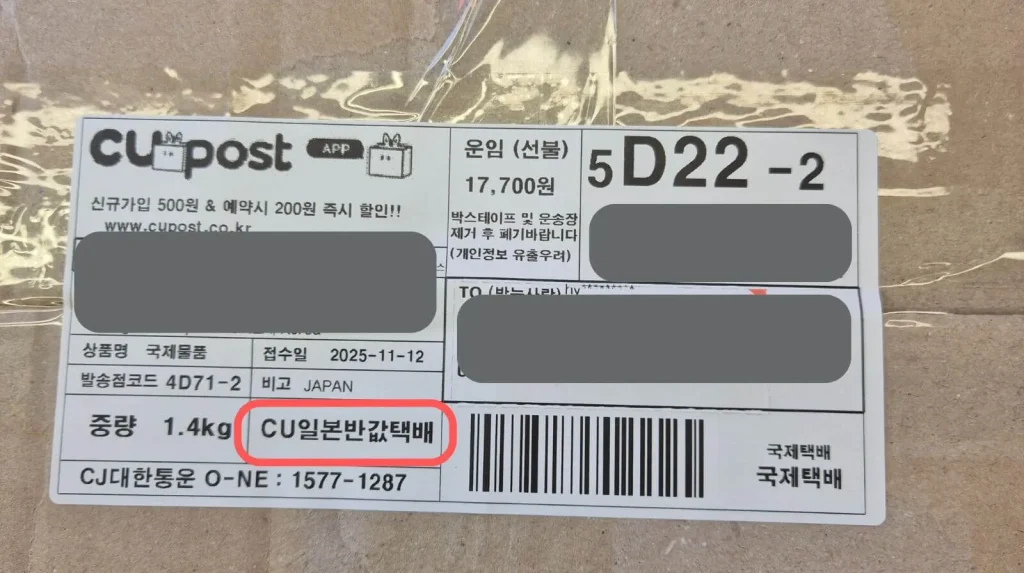 CUpost APP
신규가입 500원 & 예약시 200원 즉시 할인!!
www.cupost.co.kr
운임 (선불)
17,700원
박스테이프 및 운송장
제거 후 폐기바랍니다
(개인정보 유출우려)
5 D22 -2
TO (받는사람)
상품명 국제물품
접수일 2025-11-12
발송점코드 4D71-2
비고 JAPAN
중량 1.4kg
CU일본반값택배
CJ대한통운 O-NE : 1577-1287
국제택배
국제택배